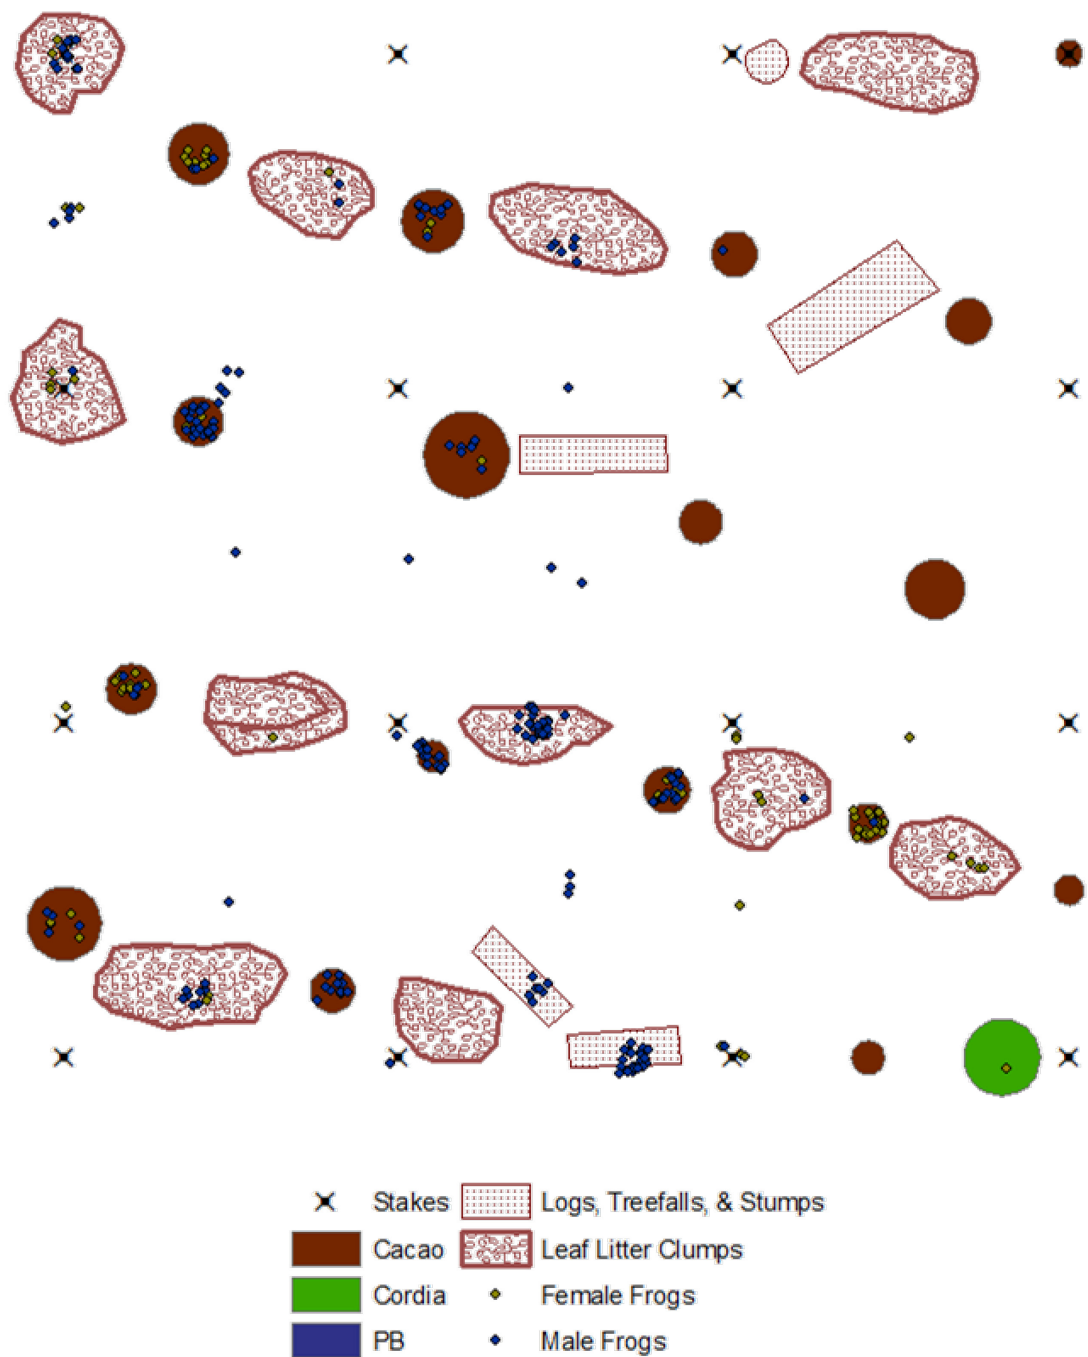 Stakes
Logs, Treefalls, & Stumps
Cacao
Leaf Litter Clumps
Cordia
Female Frogs
PB
Male Frogs